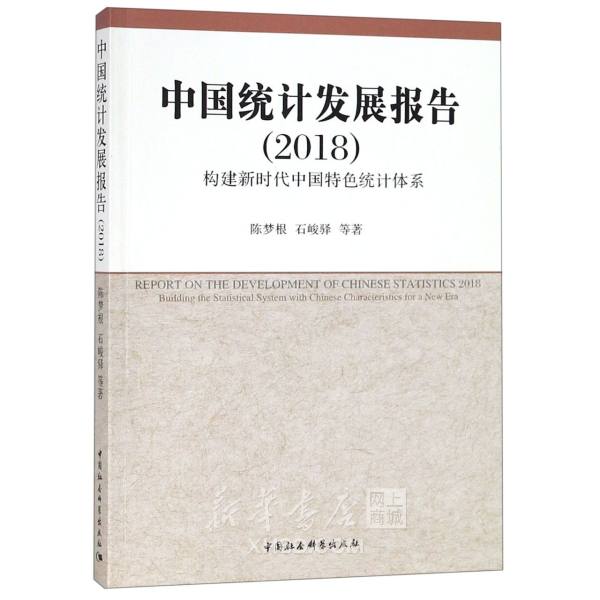 中国统计发展报告
(2018)
构建新时代中国特色统计体系
陈梦根 石峻驿 等著
REPORT ON THE DEVELOPMENT OF CHINESE STATISTICS 2018
Building the Statistical System with Chinese Characteristics for a New Era
中国社会科学出版社
中国统计发展报告(2018)
陈梦根 石峻驿 等著
中国社会科学出版社
新华书店
网上
商城